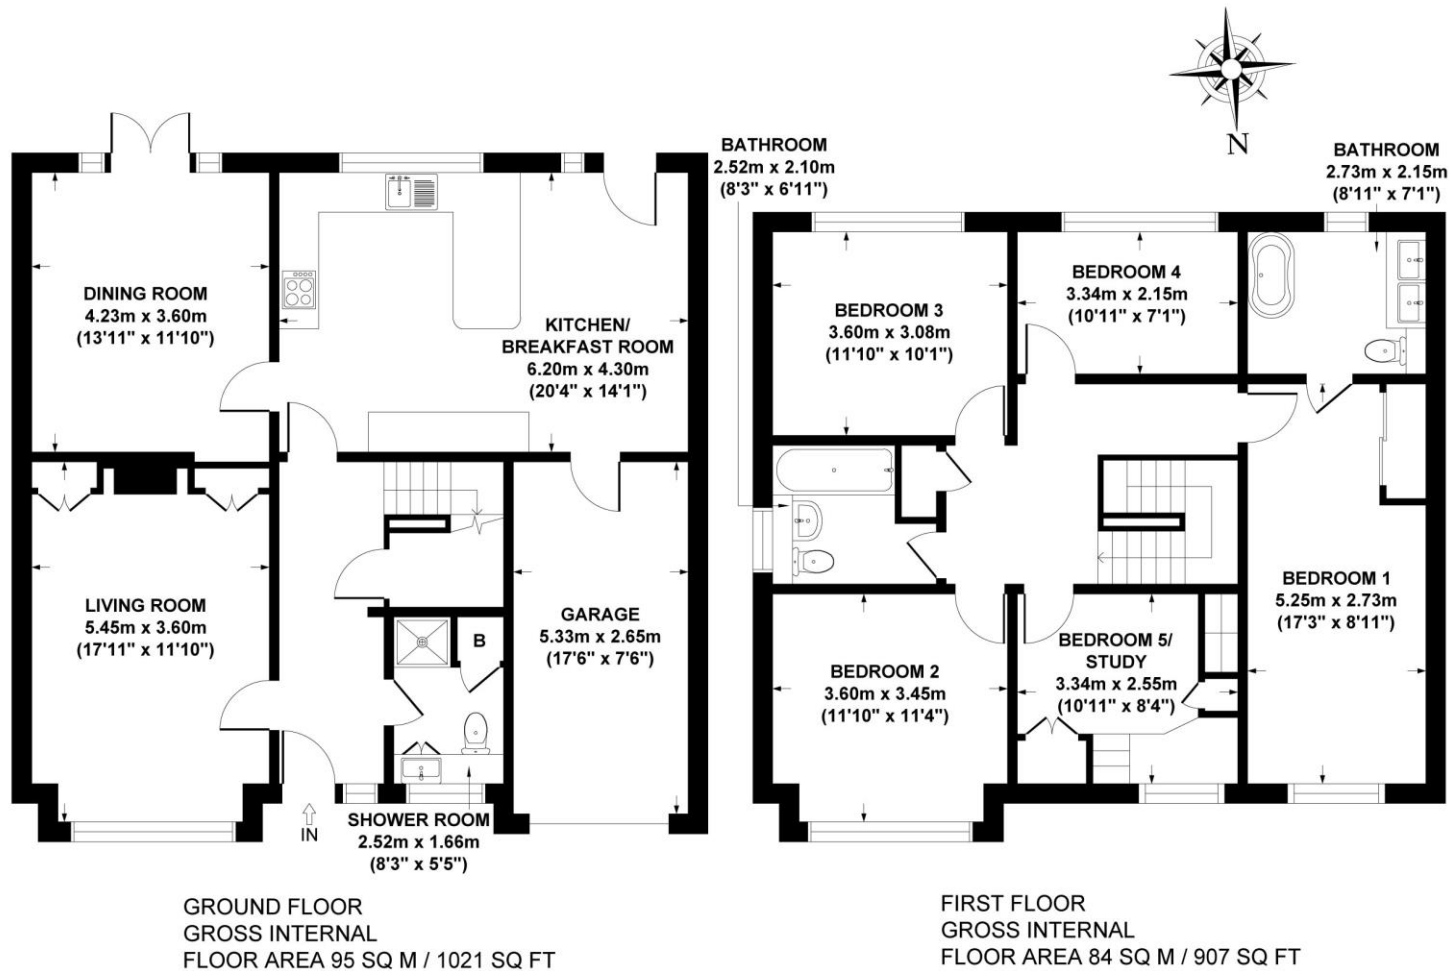 N
DINING ROOM
4.23m x 3.60m
(13'11" x 11'10")
KITCHEN/
BREAKFAST ROOM
6.20m x 4.30m
(20'4" x 14'1")
LIVING ROOM
5.45m x 3.60m
(17'11" x 11'10")
B
GARAGE
5.33m x 2.65m
(17'6" x 7'6")
IN
SHOWER ROOM
2.52m x 1.66m
(8'3" x 5'5")
GROUND FLOOR
GROSS INTERNAL
FLOOR AREA 95 SQ M / 1021 SQ FT
BATHROOM
2.52m x 2.10m
(8'3" x 6'11")
BATHROOM
2.73m x 2.15m
(8'11" x 7'1")
BEDROOM 3
3.60m x 3.08m
(11'10" x 10'1")
BEDROOM 4
3.34m x 2.15m
(10'11" x 7'1")
BEDROOM 1
5.25m x 2.73m
(17'3" x 8'11")
BEDROOM 2
3.60m x 3.45m
(11'10" x 11'4")
BEDROOM 5/
STUDY
3.34m x 2.55m
(10'11" x 8'4")
FIRST FLOOR
GROSS INTERNAL
FLOOR AREA 84 SQ M / 907 SQ FT